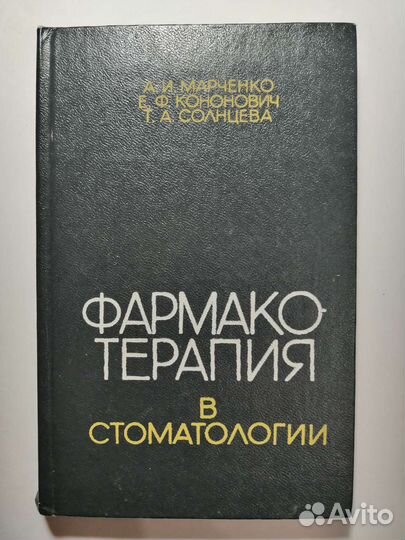 А. И. МАРЧЕНКО
Е. Ф. КОНОНОВИЧ
Т. А. СОЛНЦЕВА
ФАРМАКО-
ТЕРАПИЯ
В
СТОМАТОЛОГИИ
Avito